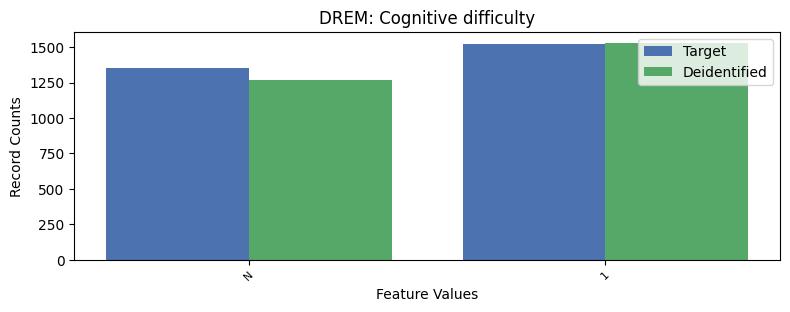 DREM: Cognitive difficulty
Record Counts
1500
1250
1000
750
500
250
0
Target
Deidentified
N
1
Feature Values